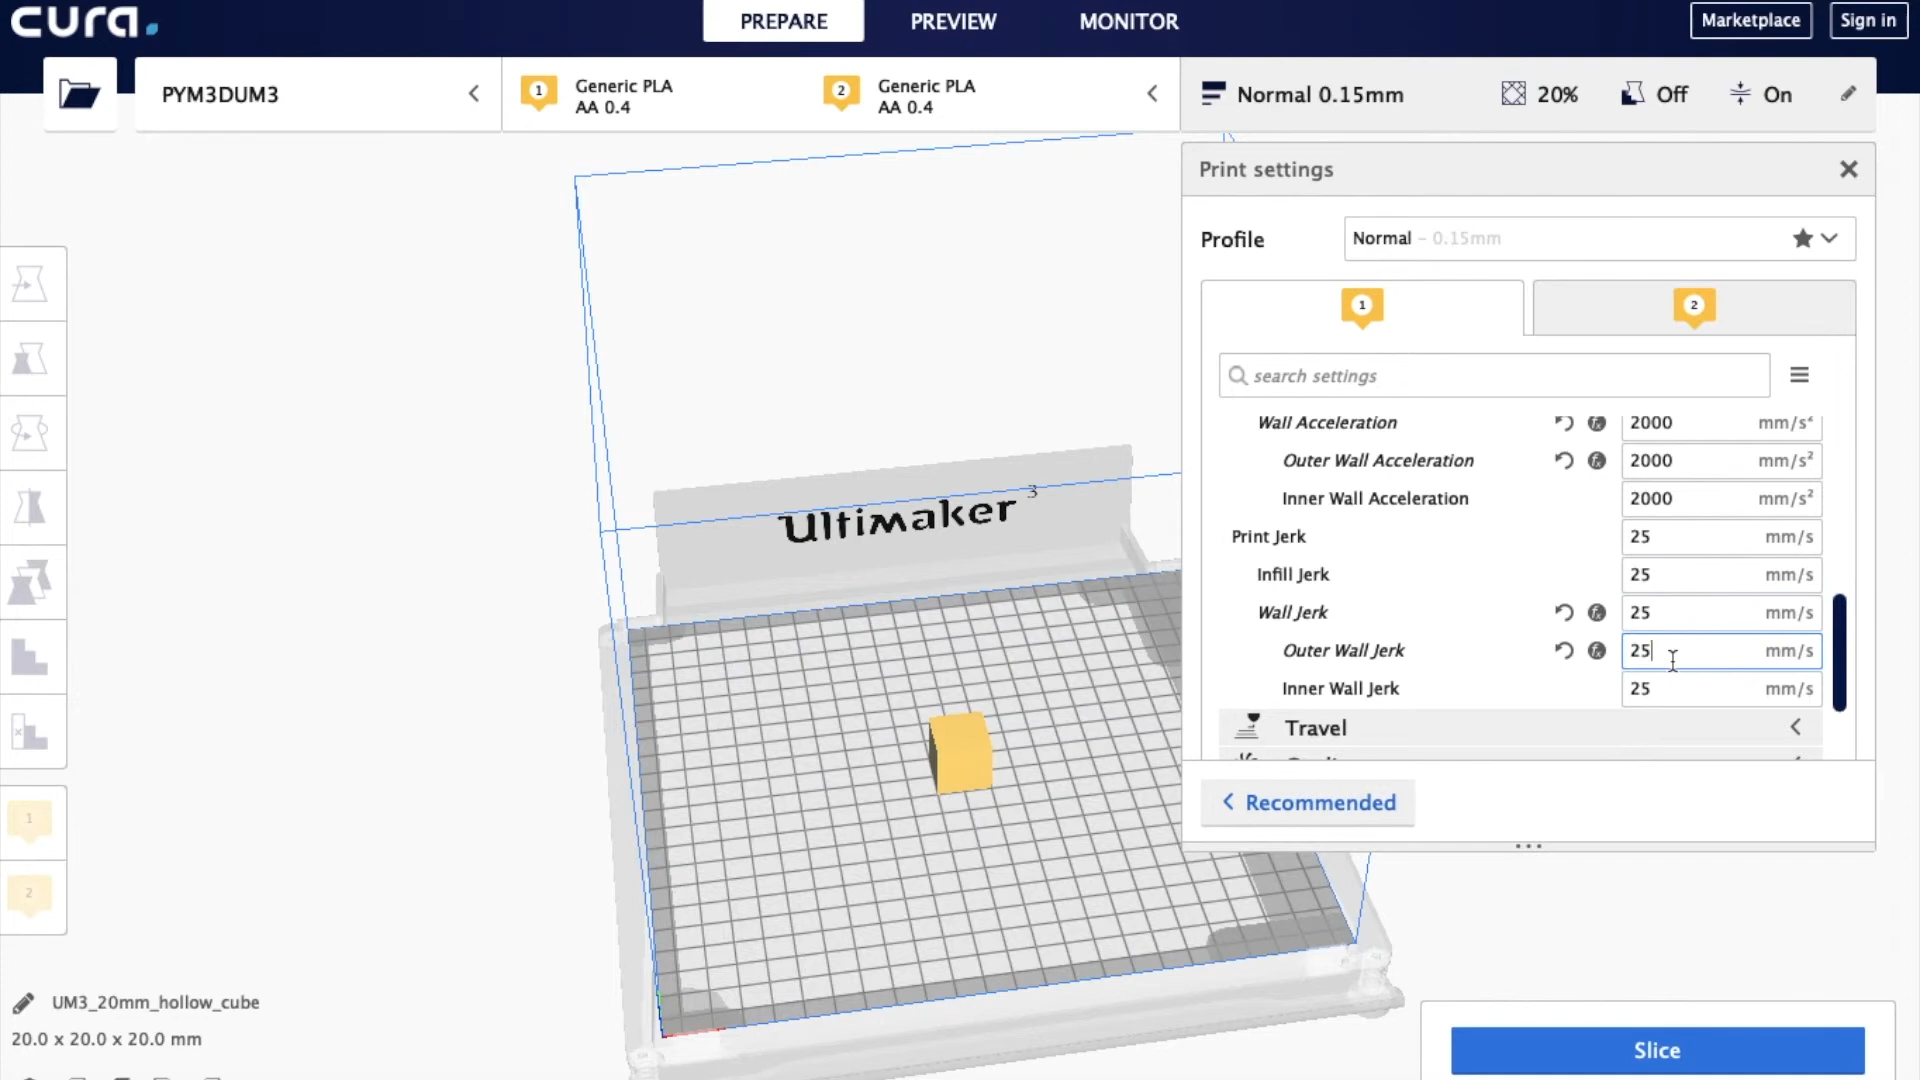 cura.
PREPARE
PREVIEW
MONITOR
Marketplace
Sign in
PYM3DUM3
1
Generic PLA
AA 0.4
2
Generic PLA
AA 0.4
Normal 0.15mm
20%
Off
On
Print settings
Profile
Normal – 0.15mm
1
2
search settings
Wall Acceleration 2000 mm/s²
Outer Wall Acceleration 2000 mm/s²
Inner Wall Acceleration 2000 mm/s²
Print Jerk 25 mm/s
Infill Jerk 25 mm/s
Wall Jerk 25 mm/s
Outer Wall Jerk 25 mm/s
Inner Wall Jerk 25 mm/s
Travel
Recommended
Ultimaker 3
1
2
UM3_20mm_hollow_cube
20.0 x 20.0 x 20.0 mm
Slice